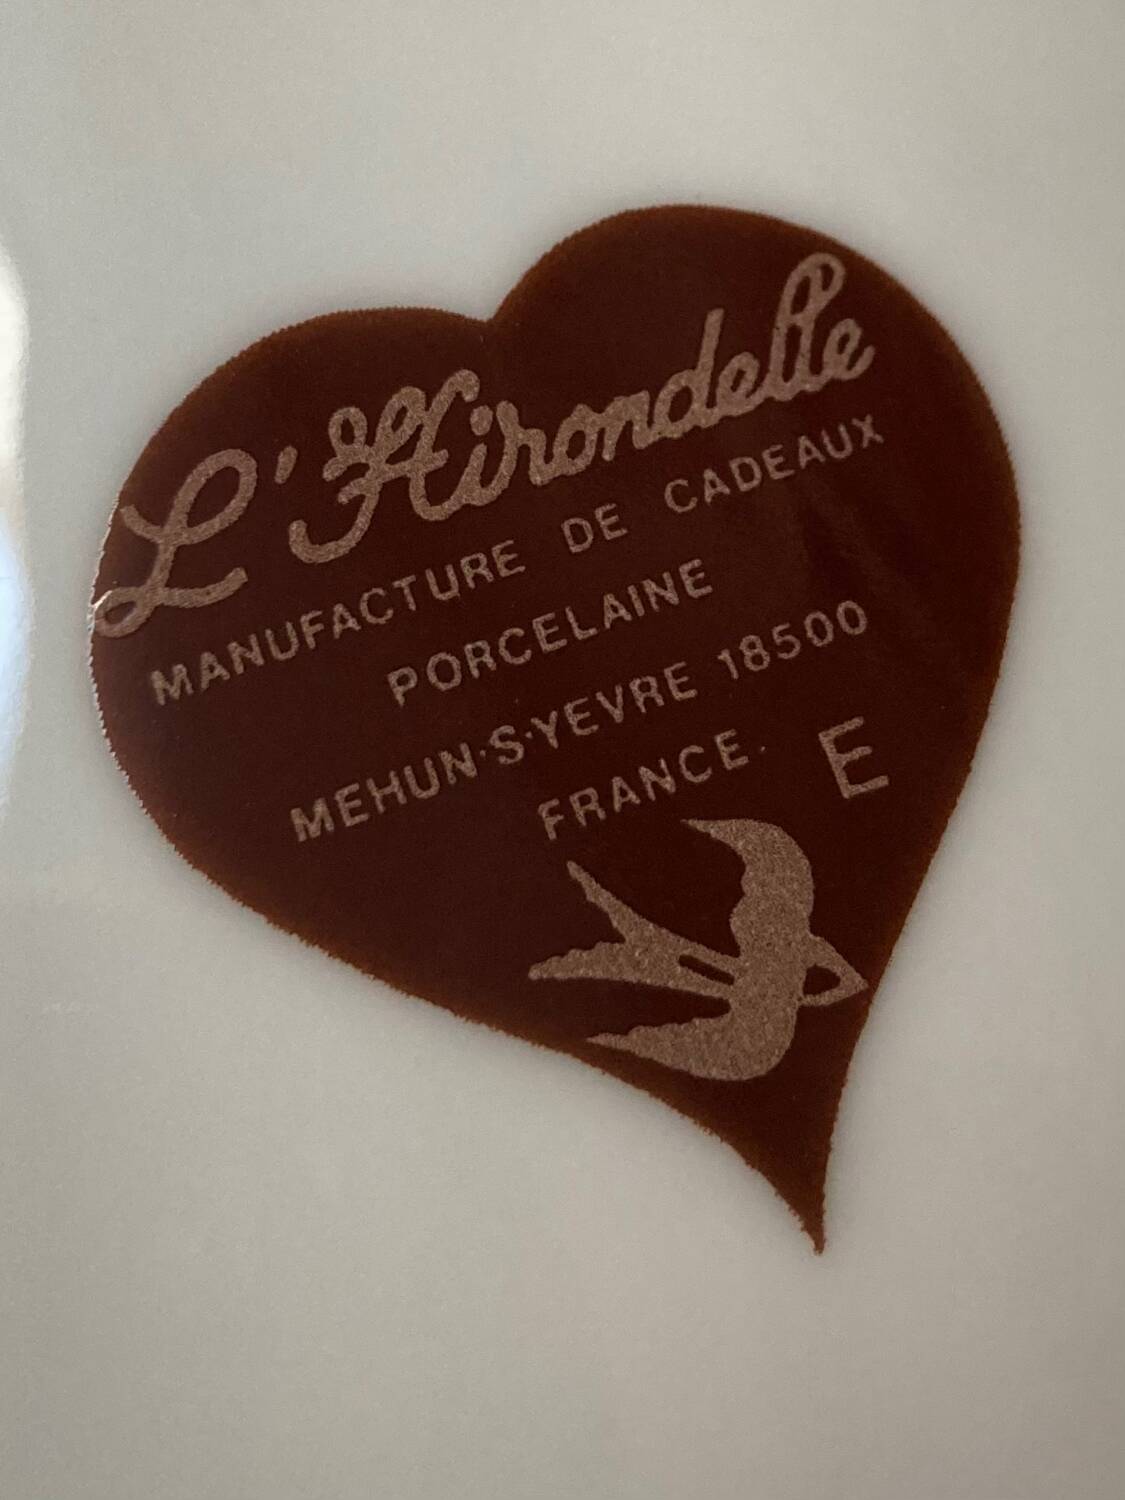 L'Hirondelle
MANUFACTURE DE CADEAUX
PORCELAINE
MEHUN·S·YEVRE 18500
FRANCE.
E